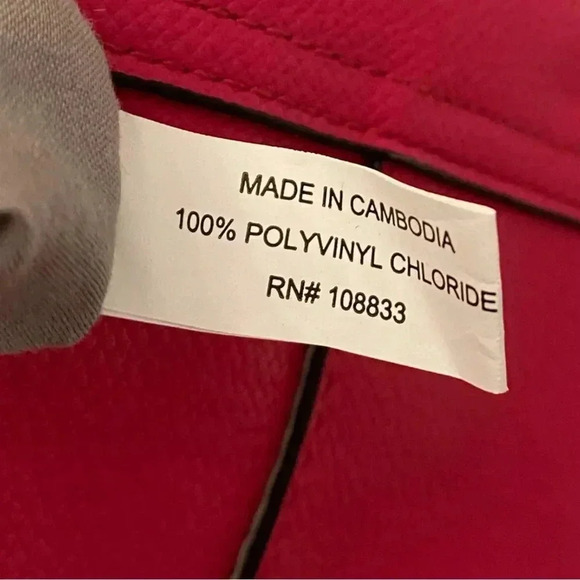 MADE IN CAMBODIA
100% POLYVINYL CHLORIDE
RN# 108833